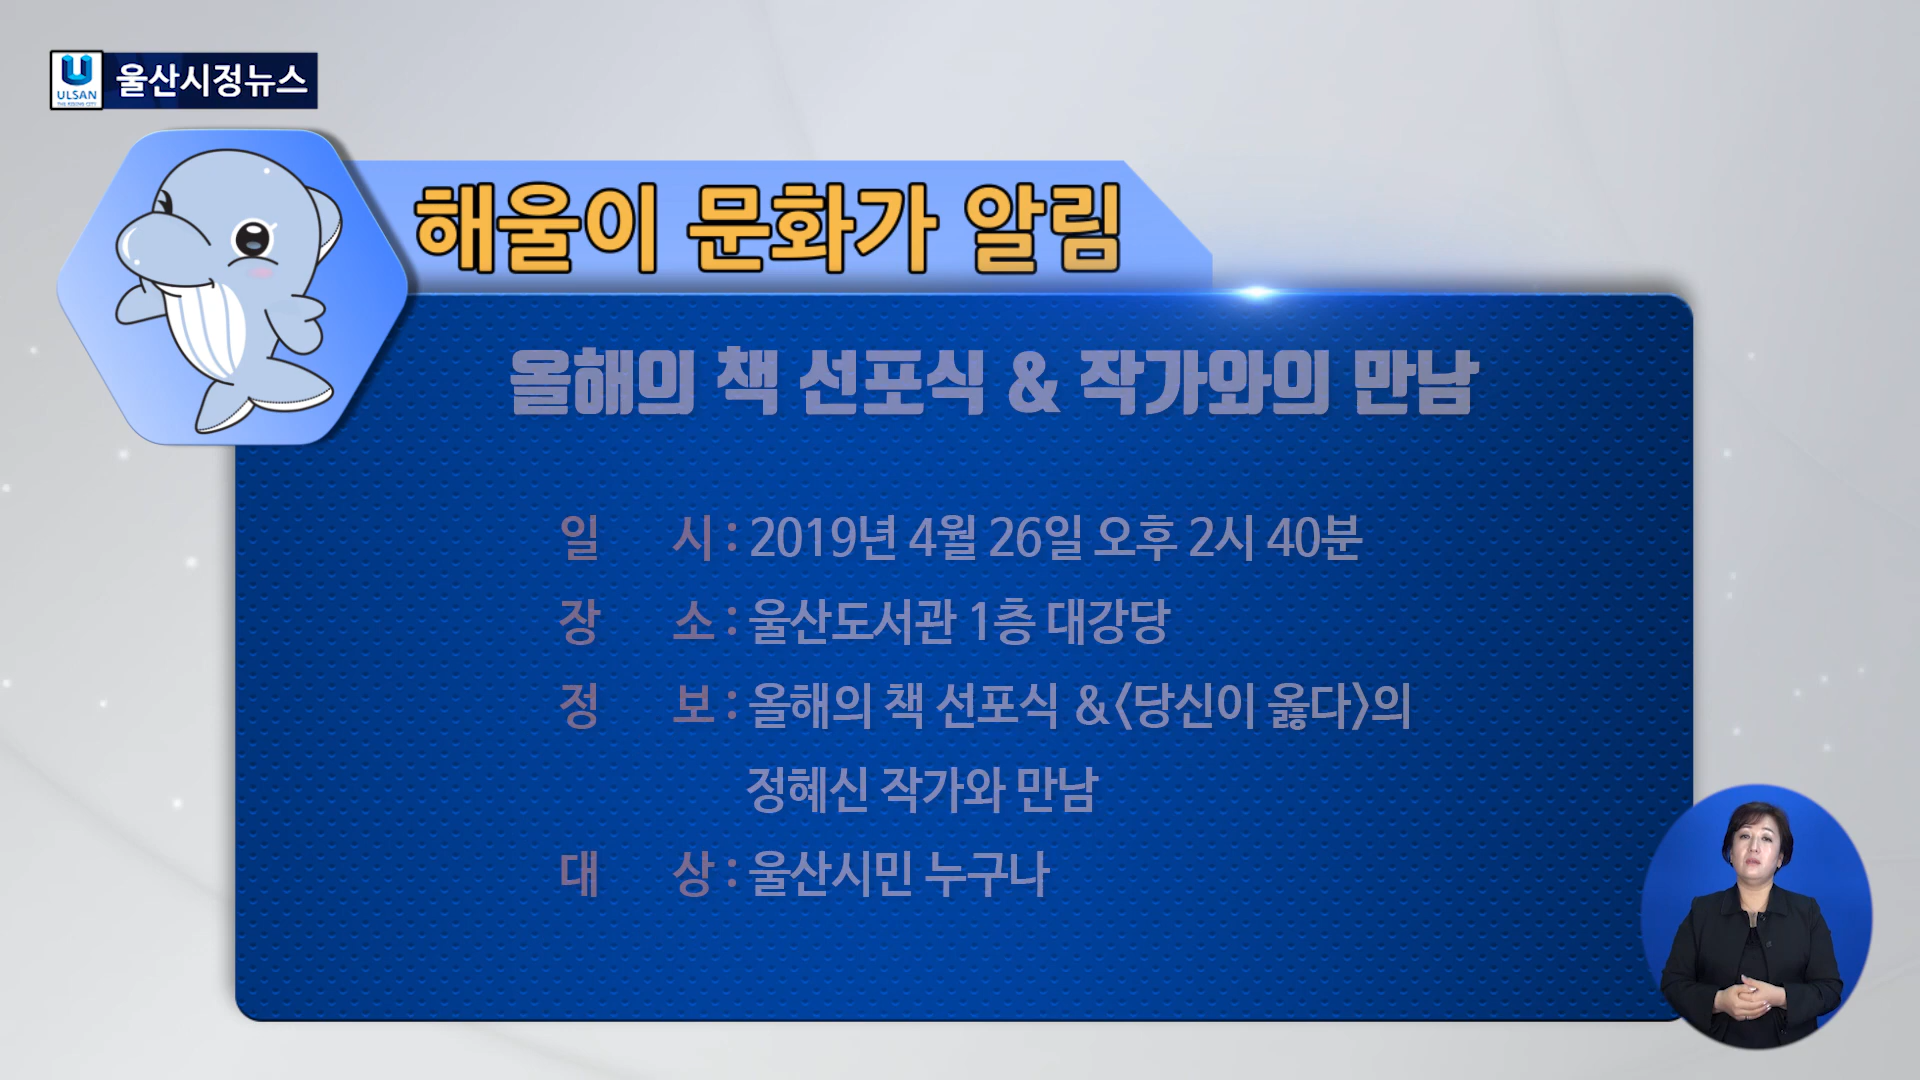 ULSAN
울산시정뉴스
해울이 문화가 알림
올해의 책 선포식 & 작가와의 만남
일 시 : 2019년 4월 26일 오후 2시 40분
장 소 : 울산도서관 1층 대강당
정 보 : 올해의 책 선포식 &<당신이 옳다>의
정혜신 작가와 만남
대 상 : 울산시민 누구나